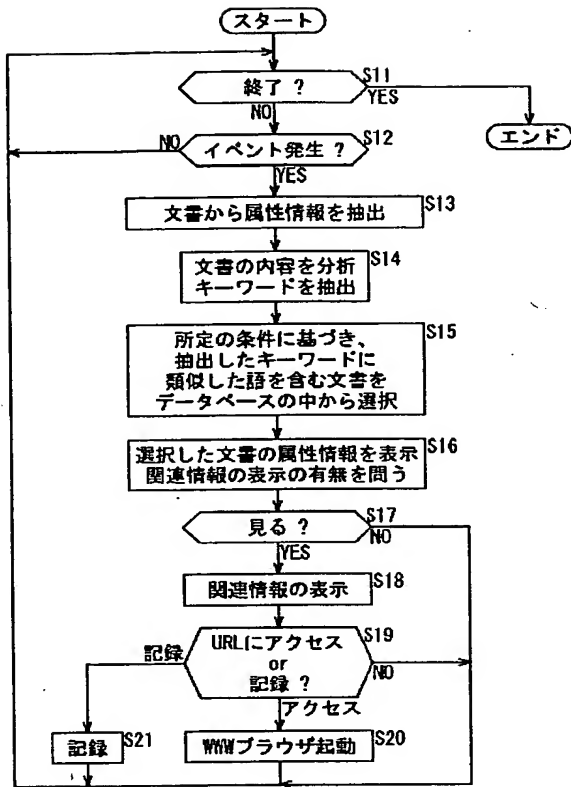 スタート
終了 ?
S11
YES
NO
エンド
イベント発生 ?
S12
NO
YES
文書から属性情報を抽出
S13
文書の内容を分析
キーワードを抽出
S14
所定の条件に基づき、
抽出したキーワードに
類似した語を含む文書を
データベースの中から選択
S15
選択した文書の属性情報を表示
関連情報の表示の有無を問う
S16
見る ?
S17
NO
YES
関連情報の表示
S18
URLにアクセス
or
記録 ?
S19
記録
NO
アクセス
記録
S21
WWWブラウザ起動
S20